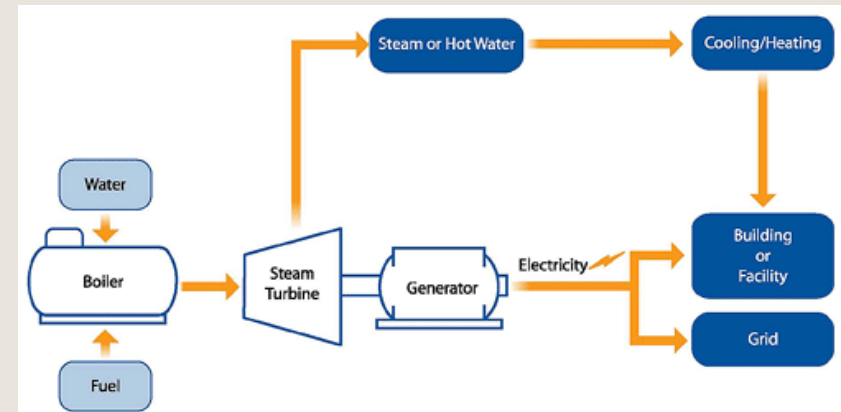 Steam or Hot Water
Cooling/Heating
Water
Boiler
Steam
Turbine
Generator
Electricity
Building
or
Facility
Grid
Fuel